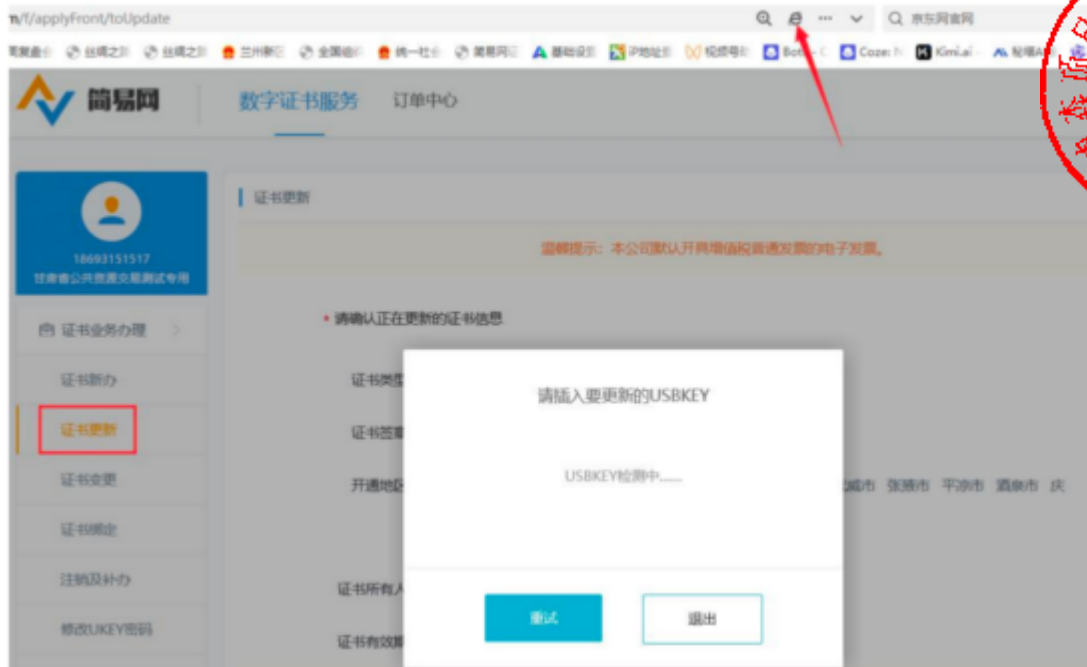 /f/applyFront/toUpdate
京东网官网
丝绸之 丝绸之 兰州新 全国 统一社 简易网 基础设 IP地址 视频号 Kimi.ai
简易网 数字证书服务 订单中心
证书更新
18693151517
甘肃省公共资源交易测试专用
温馨提示：本公司默认开具增值税普通发票的电子发票。
证书业务办理
* 请确认正在更新的证书信息
证书新办
证书类型
请插入要更新的USBKEY
证书更新
证书签章
USBKEY检测中......
证书变更
开通地区
威市 张掖市 平凉市 酒泉市 庆
证书绑定
注销及补办
证书所有人
重试 退出
修改UKEY密码
证书有效期